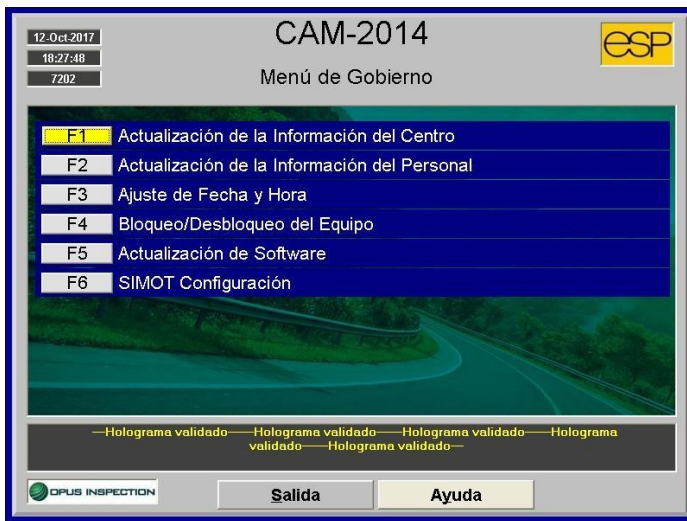 12-Oct-2017
18:27:48
7202
CAM-2014
Menú de Gobierno
esp
F1 Actualización de la Información del Centro
F2 Actualización de la Información del Personal
F3 Ajuste de Fecha y Hora
F4 Bloqueo/Desbloqueo del Equipo
F5 Actualización de Software
F6 SIMOT Configuración
—Holograma validado——Holograma validado——Holograma validado——Holograma
validado——Holograma validado—
OPUS INSPECTION
Salida
Ayuda